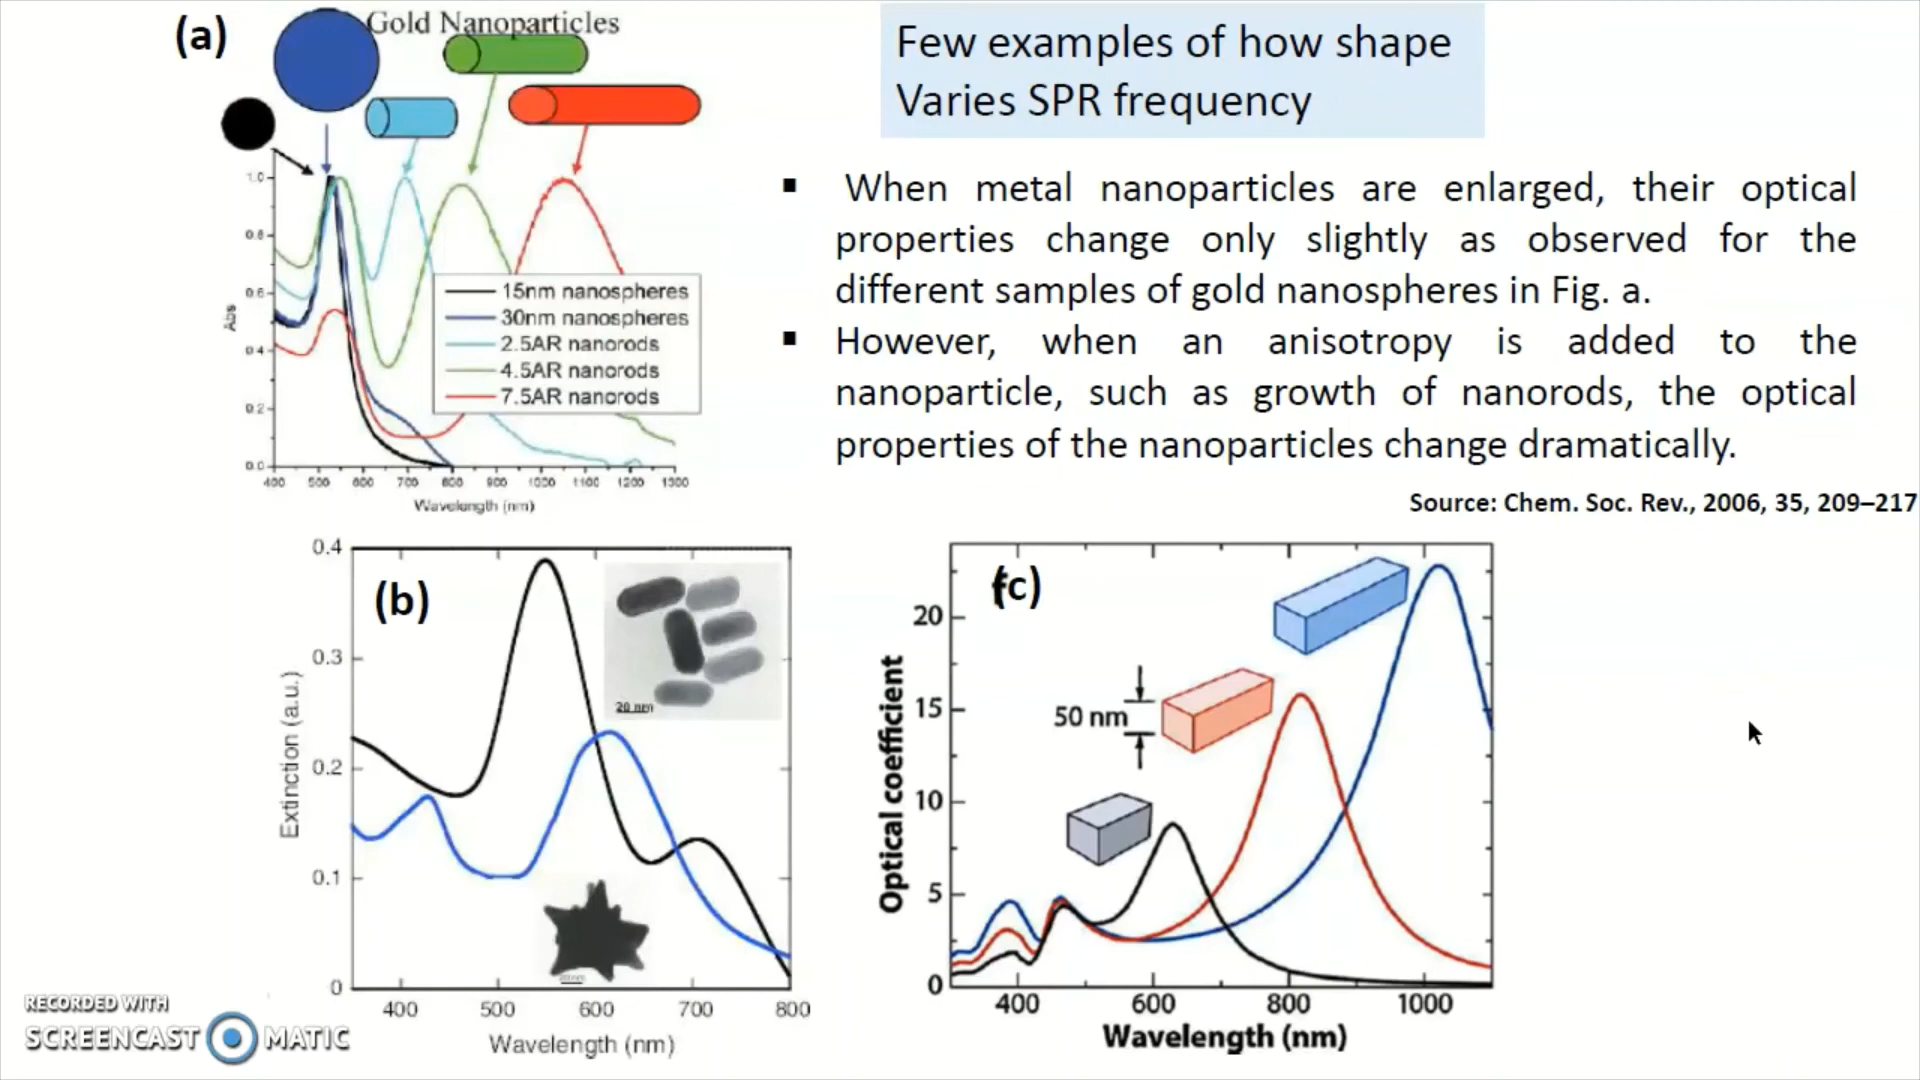 (a)
Gold Nanoparticles
1.0
0.8
0.6
0.4
0.2
0.0
Abs
15nm nanospheres
30nm nanospheres
2.5AR nanorods
4.5AR nanorods
7.5AR nanorods
400 500 600 700 800 900 1000 1100 1200 1300
Wavelength (nm)
Few examples of how shape
Varies SPR frequency
▪ When metal nanoparticles are enlarged, their optical
properties change only slightly as observed for the
different samples of gold nanospheres in Fig. a.
▪ However, when an anisotropy is added to the
nanoparticle, such as growth of nanorods, the optical
properties of the nanoparticles change dramatically.
Source: Chem. Soc. Rev., 2006, 35, 209–217
(b)
0.4
0.3
0.2
0.1
0
Extinction (a.u.)
20 nm
400 500 600 700 800
Wavelength (nm)
(c)
20
15
10
5
0
Optical coefficient
50 nm
400 600 800 1000
Wavelength (nm)
RECORDED WITH
SCREENCAST MATIC